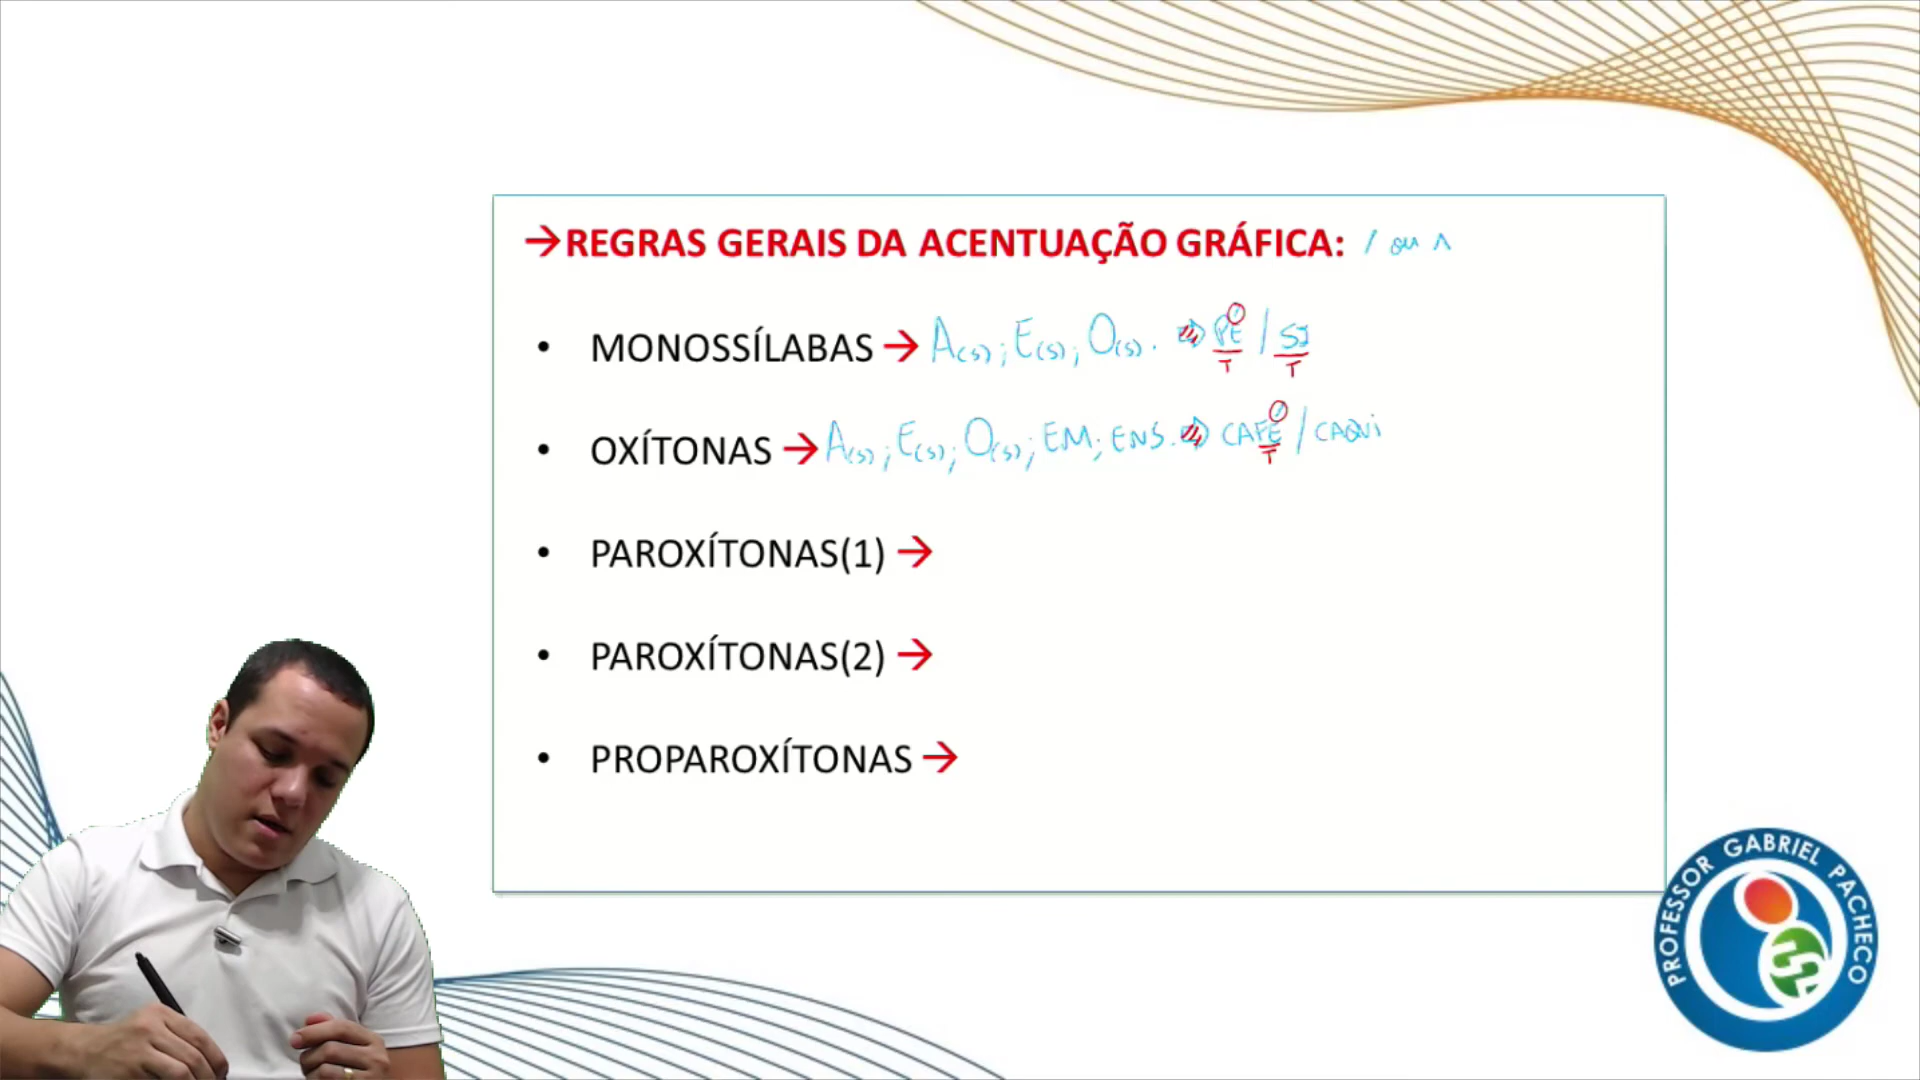 →REGRAS GERAIS DA ACENTUAÇÃO GRÁFICA: / ou ^
• MONOSSÍLABAS → A(s); E(s); O(s). ⇒ PÉ / SI
T T
• OXÍTONAS → A(s); E(s); O(s); EM; ENS. ⇒ CAFÉ / CAQUi
T
• PAROXÍTONAS(1) →
• PAROXÍTONAS(2) →
• PROPAROXÍTONAS →
PROFESSOR GABRIEL PACHECO